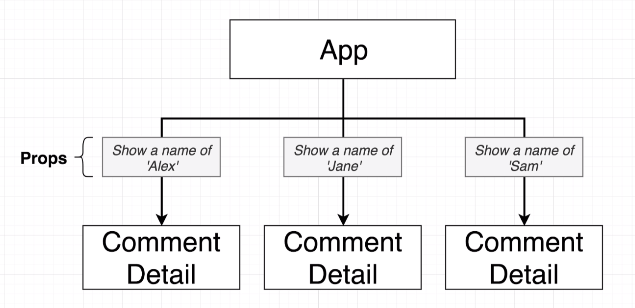 App
Props
Show a name of
'Alex'
Show a name of
'Jane'
Show a name of
'Sam'
Comment
Detail
Comment
Detail
Comment
Detail